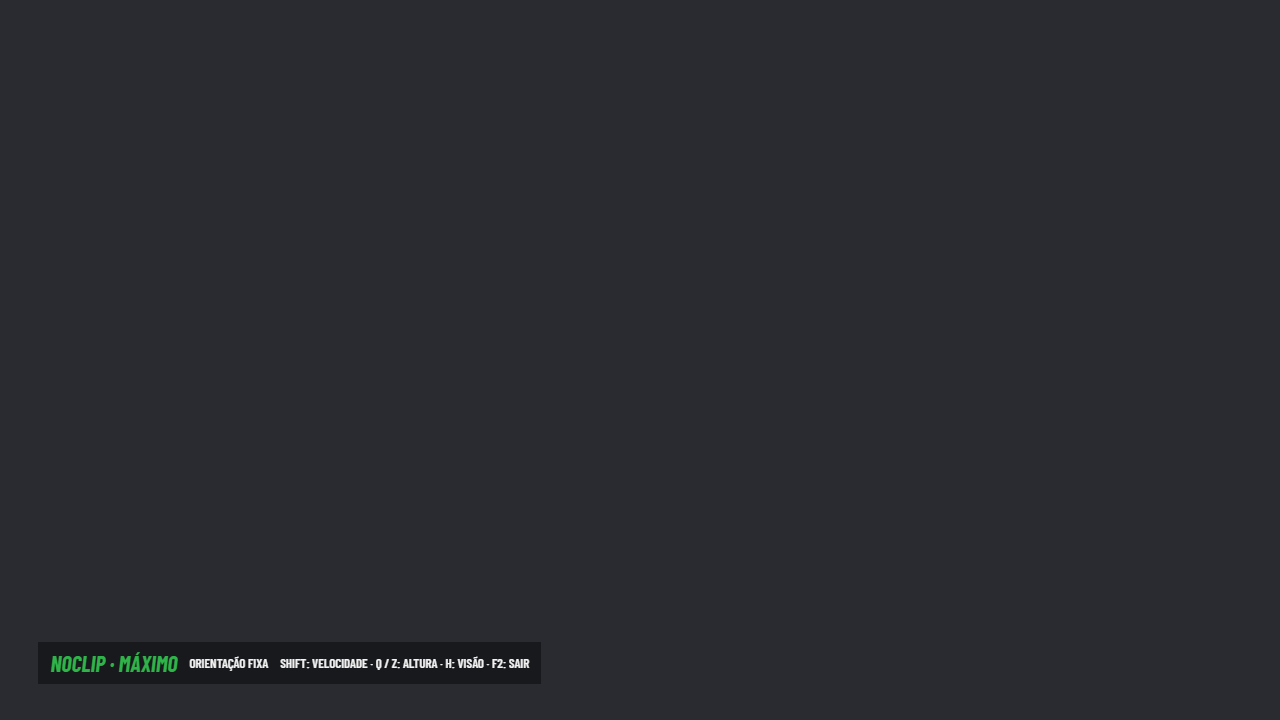 NOCLIP · MÁXIMO ORIENTAÇÃO FIXA SHIFT: VELOCIDADE · Q / Z: ALTURA · H: VISÃO · F2: SAIR